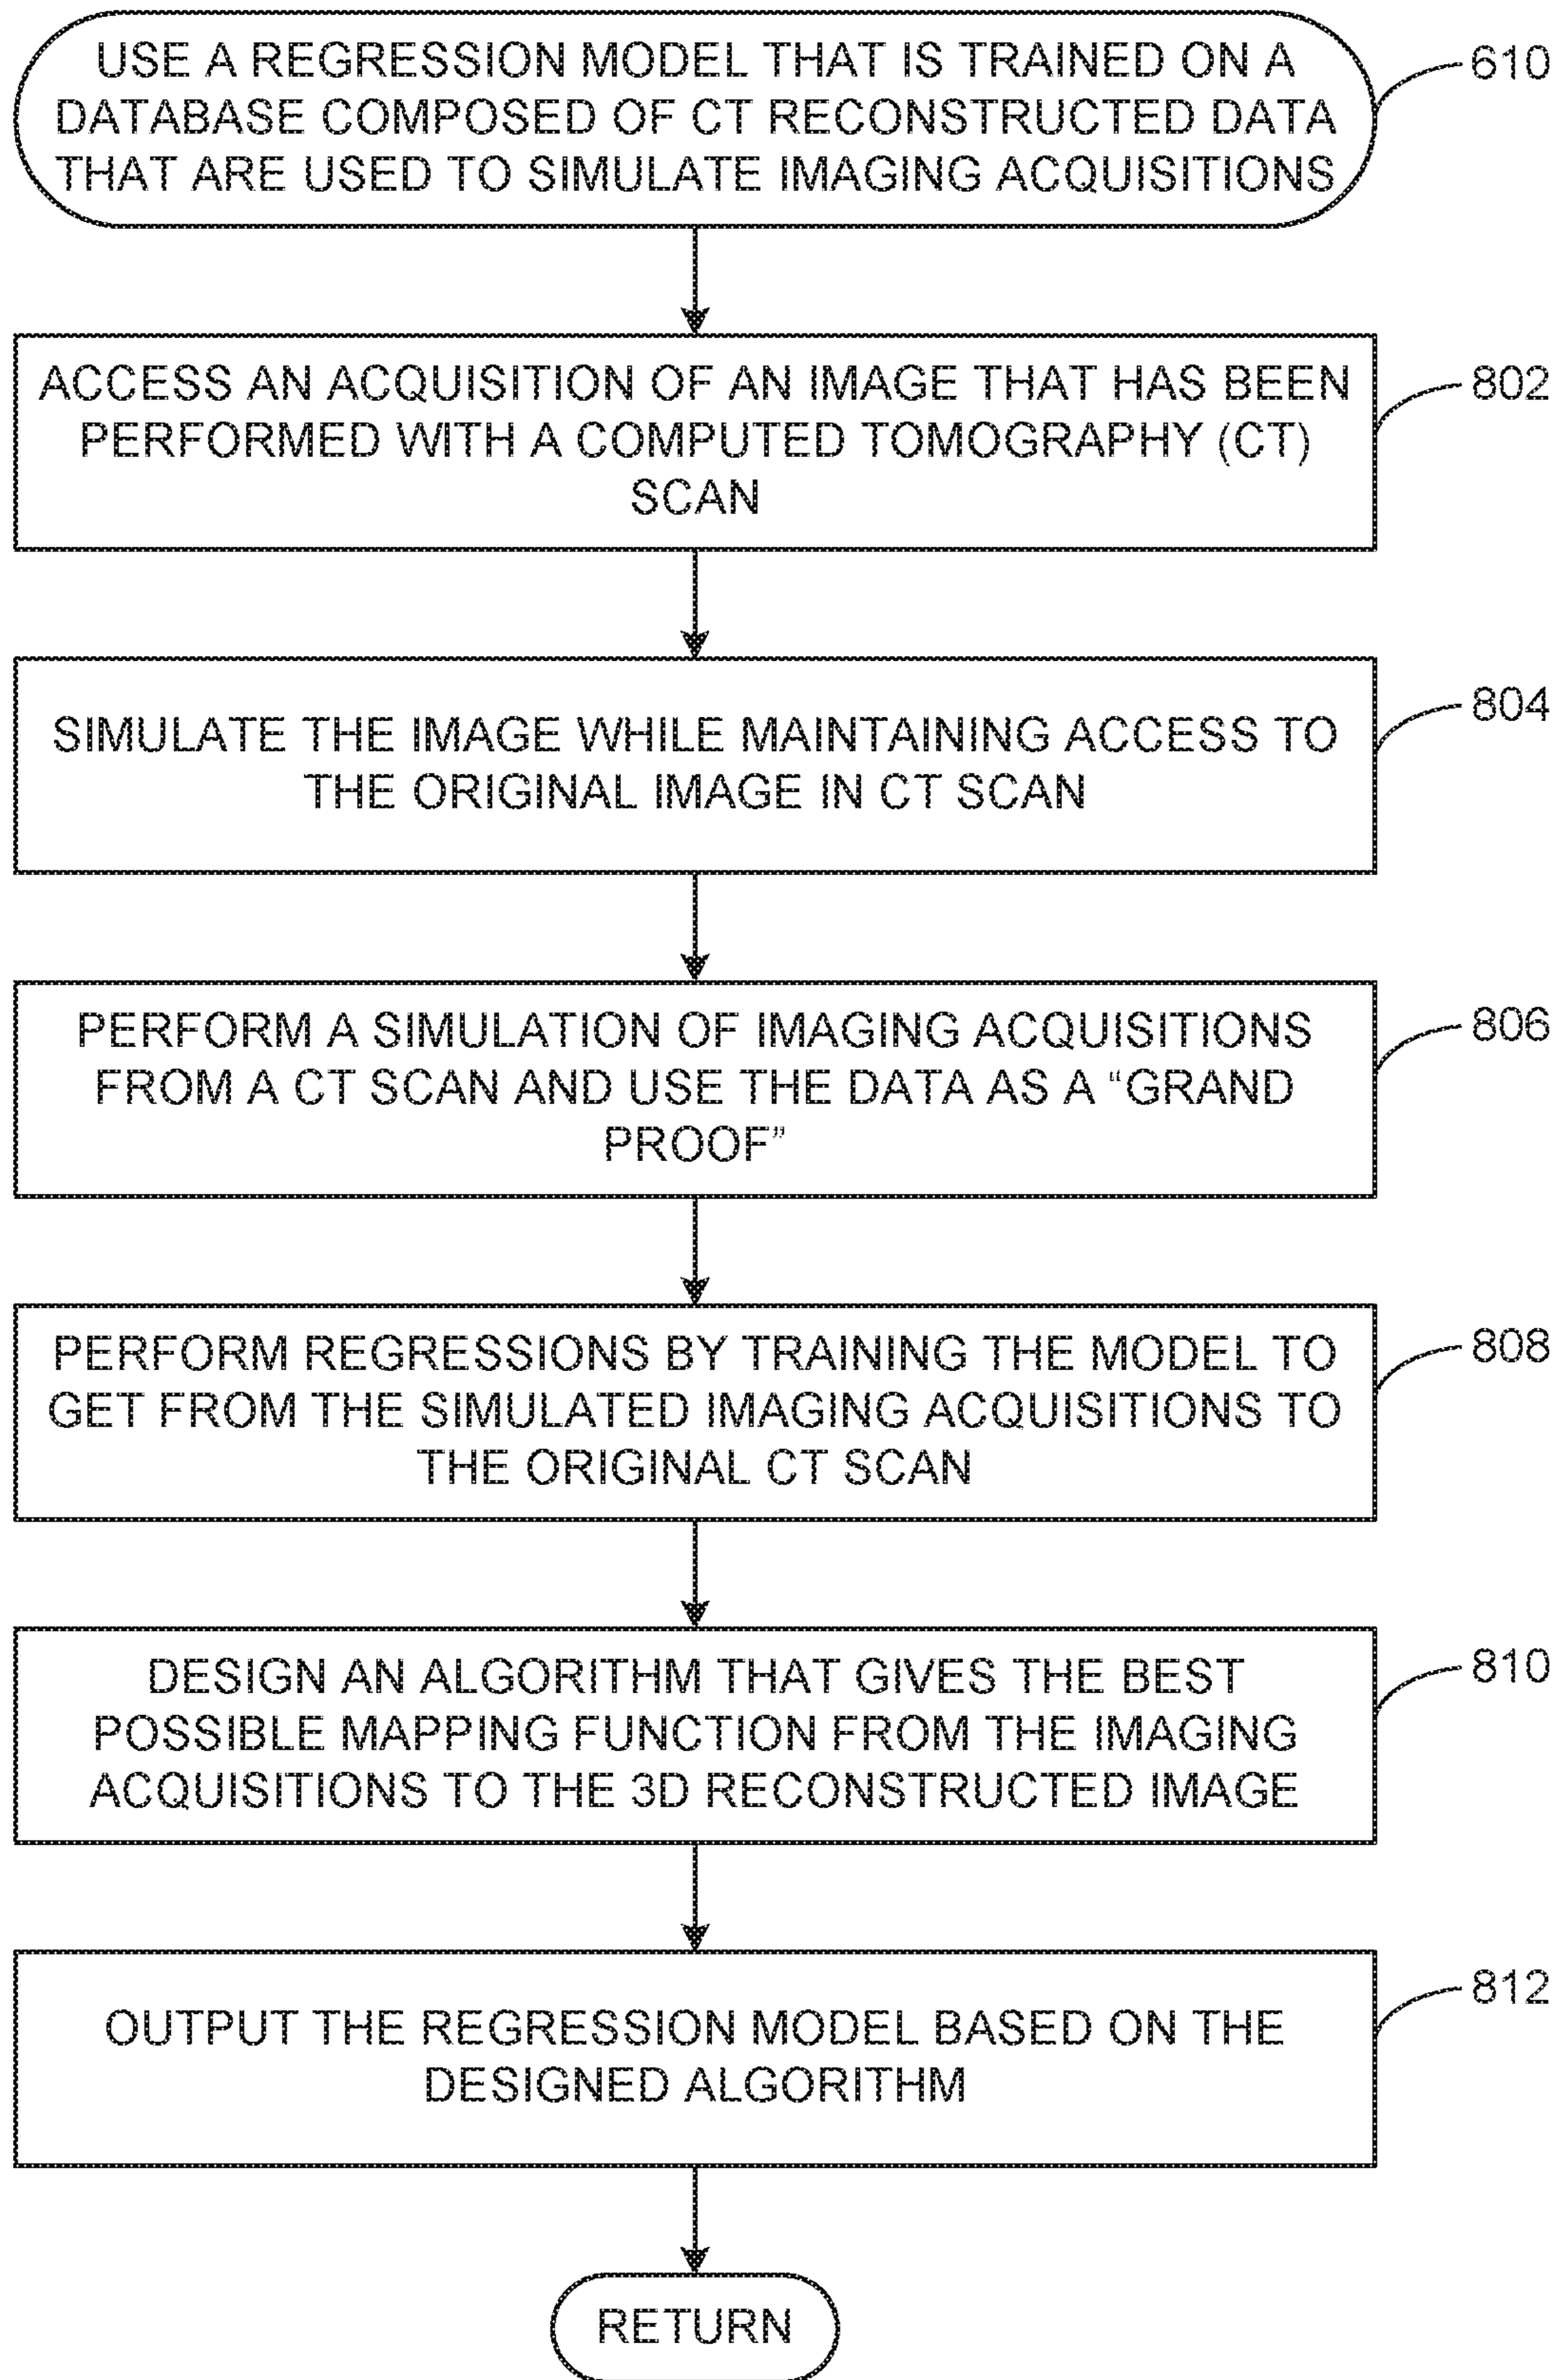 USE A REGRESSION MODEL THAT IS TRAINED ON A
DATABASE COMPOSED OF CT RECONSTRUCTED DATA
THAT ARE USED TO SIMULATE IMAGING ACQUISITIONS
610
ACCESS AN ACQUISITION OF AN IMAGE THAT HAS BEEN
PERFORMED WITH A COMPUTED TOMOGRAPHY (CT)
SCAN
802
SIMULATE THE IMAGE WHILE MAINTAINING ACCESS TO
THE ORIGINAL IMAGE IN CT SCAN
804
PERFORM A SIMULATION OF IMAGING ACQUISITIONS
FROM A CT SCAN AND USE THE DATA AS A “GRAND
PROOF”
806
PERFORM REGRESSIONS BY TRAINING THE MODEL TO
GET FROM THE SIMULATED IMAGING ACQUISITIONS TO
THE ORIGINAL CT SCAN
808
DESIGN AN ALGORITHM THAT GIVES THE BEST
POSSIBLE MAPPING FUNCTION FROM THE IMAGING
ACQUISITIONS TO THE 3D RECONSTRUCTED IMAGE
810
OUTPUT THE REGRESSION MODEL BASED ON THE
DESIGNED ALGORITHM
812
RETURN